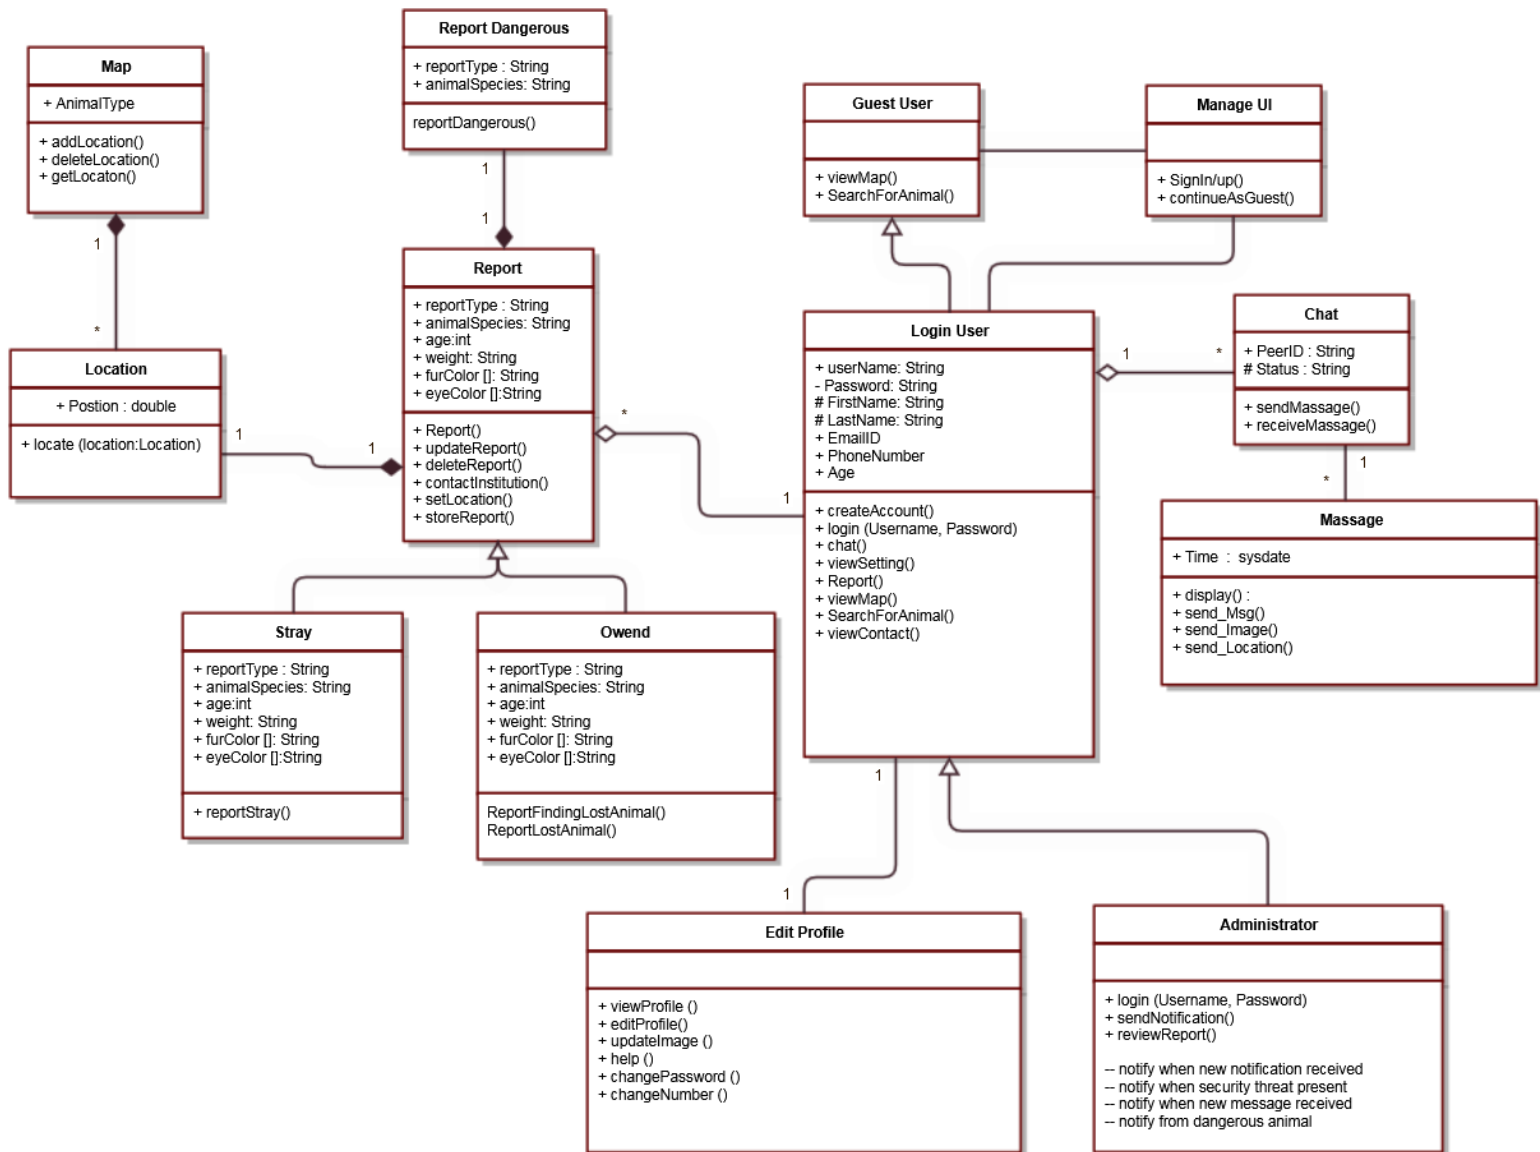 Map
+ AnimalType
+ addLocation()
+ deleteLocation()
+ getLocaton()
Report Dangerous
+ reportType : String
+ animalSpecies: String
reportDangerous()
Guest User
+ viewMap()
+ SearchForAnimal()
Manage UI
+ SignIn/up()
+ continueAsGuest()
1
*
1
1
Location
+ Postion : double
+ locate (location:Location)
1
1
Report
+ reportType : String
+ animalSpecies: String
+ age:int
+ weight: String
+ furColor []: String
+ eyeColor []:String
+ Report()
+ updateReport()
+ deleteReport()
+ contactInstitution()
+ setLocation()
+ storeReport()
*
1
Login User
+ userName: String
- Password: String
# FirstName: String
# LastName: String
+ EmailID
+ PhoneNumber
+ Age
+ createAccount()
+ login (Username, Password)
+ chat()
+ viewSetting()
+ Report()
+ viewMap()
+ SearchForAnimal()
+ viewContact()
1
*
Chat
+ PeerID : String
# Status : String
+ sendMassage()
+ receiveMassage()
1
*
Massage
+ Time : sysdate
+ display() :
+ send_Msg()
+ send_Image()
+ send_Location()
Stray
+ reportType : String
+ animalSpecies: String
+ age:int
+ weight: String
+ furColor []: String
+ eyeColor []:String
+ reportStray()
Owend
+ reportType : String
+ animalSpecies: String
+ age:int
+ weight: String
+ furColor []: String
+ eyeColor []:String
ReportFindingLostAnimal()
ReportLostAnimal()
1
1
Edit Profile
+ viewProfile ()
+ editProfile()
+ updateImage ()
+ help ()
+ changePassword ()
+ changeNumber ()
Administrator
+ login (Username, Password)
+ sendNotification()
+ reviewReport()
-- notify when new notification received
-- notify when security threat present
-- notify when new message received
-- notify from dangerous animal